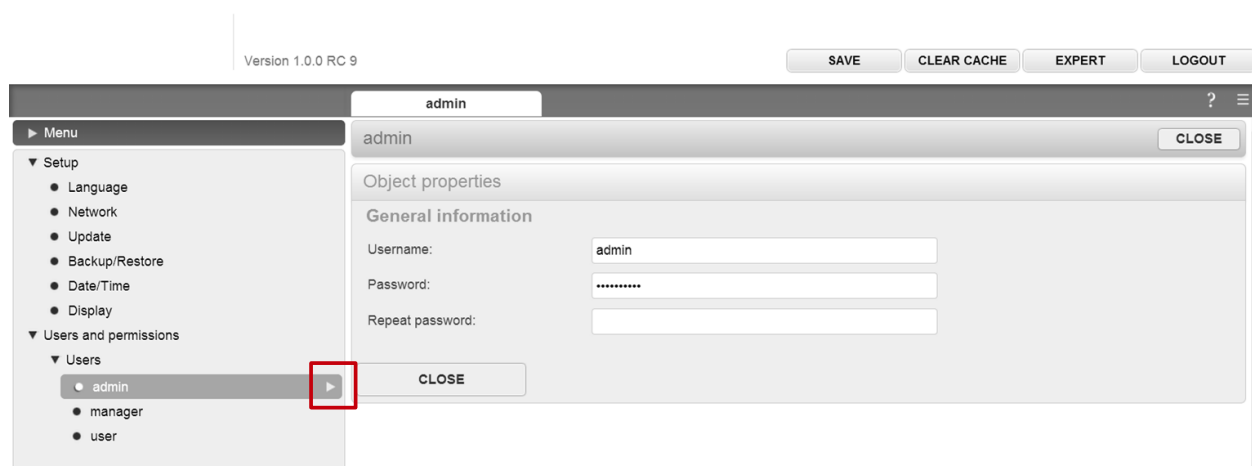 Version 1.0.0 RC 9
SAVE
CLEAR CACHE
EXPERT
LOGOUT
admin
?
Menu
admin
CLOSE
Setup
Language
Network
Update
Backup/Restore
Date/Time
Display
Users and permissions
Users
admin
manager
user
Object properties
General information
Username:
admin
Password:
••••••••••
Repeat password:
CLOSE